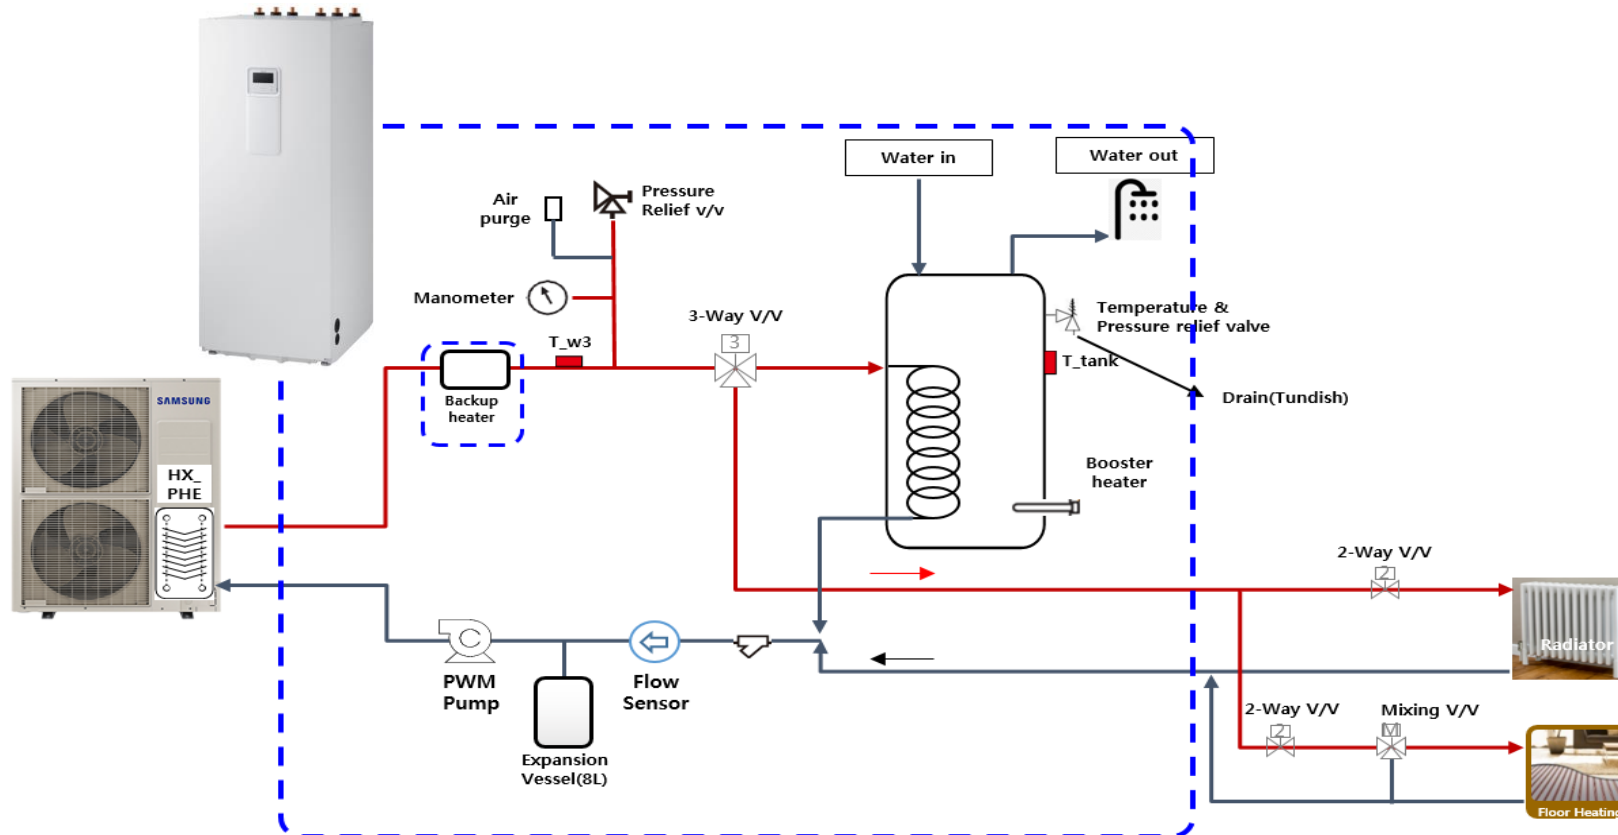 Water in
Water out
Air
purge
Pressure
Relief v/v
Manometer
3-Way V/V
3
T_w3
Temperature &
Pressure relief valve
T_tank
Drain(Tundish)
Backup
heater
SAMSUNG
HX_
PHE
Booster
heater
2-Way V/V
2
Radiator
PWM
Pump
Flow
Sensor
C
2-Way V/V
2
Mixing V/V
M
Expansion
Vessel(8L)
Floor Heating